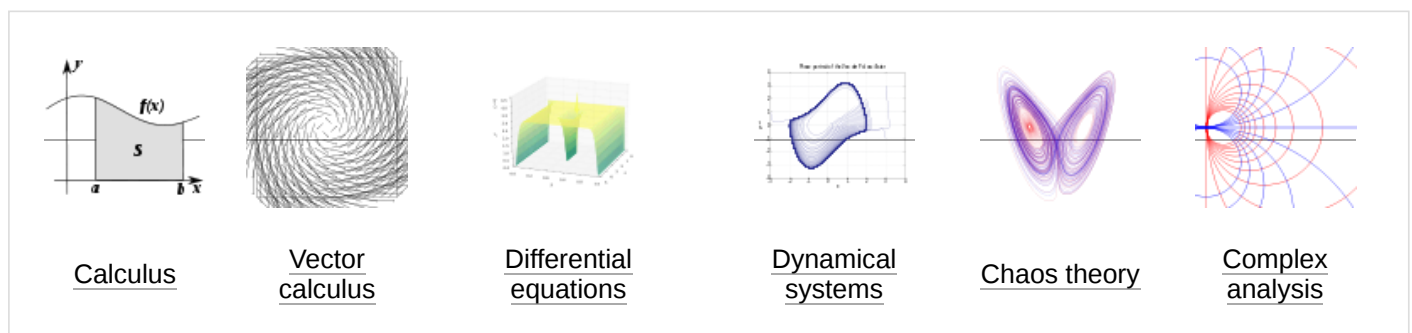 y
f(x)
S
a
b
x
Calculus
Vector
calculus
Differential
equations
Dynamical
systems
Chaos theory
Complex
analysis